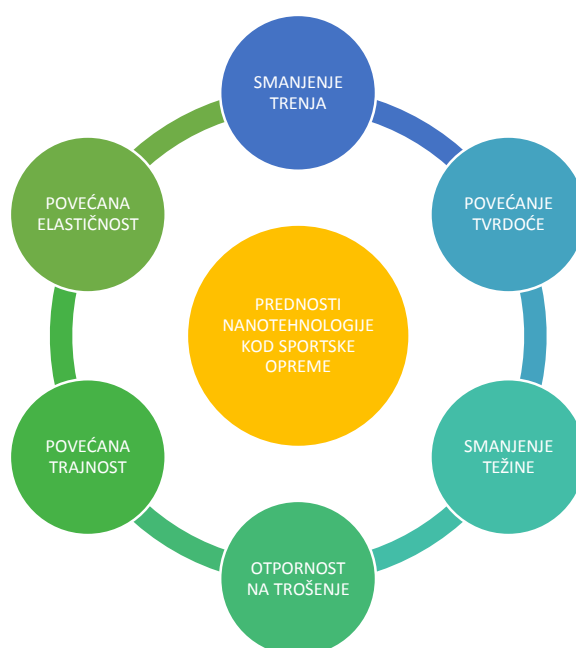 SMANJENJE
TRENJA
POVEĆANJE
TVRDOĆE
SMANJENJE
TEŽINE
OTPORNOST
NA TROŠENJE
POVEĆANA
TRAJNOST
POVEĆANA
ELASTIČNOST
PREDNOSTI
NANOTEHNOLOGIJE
KOD SPORTSKE
OPREME